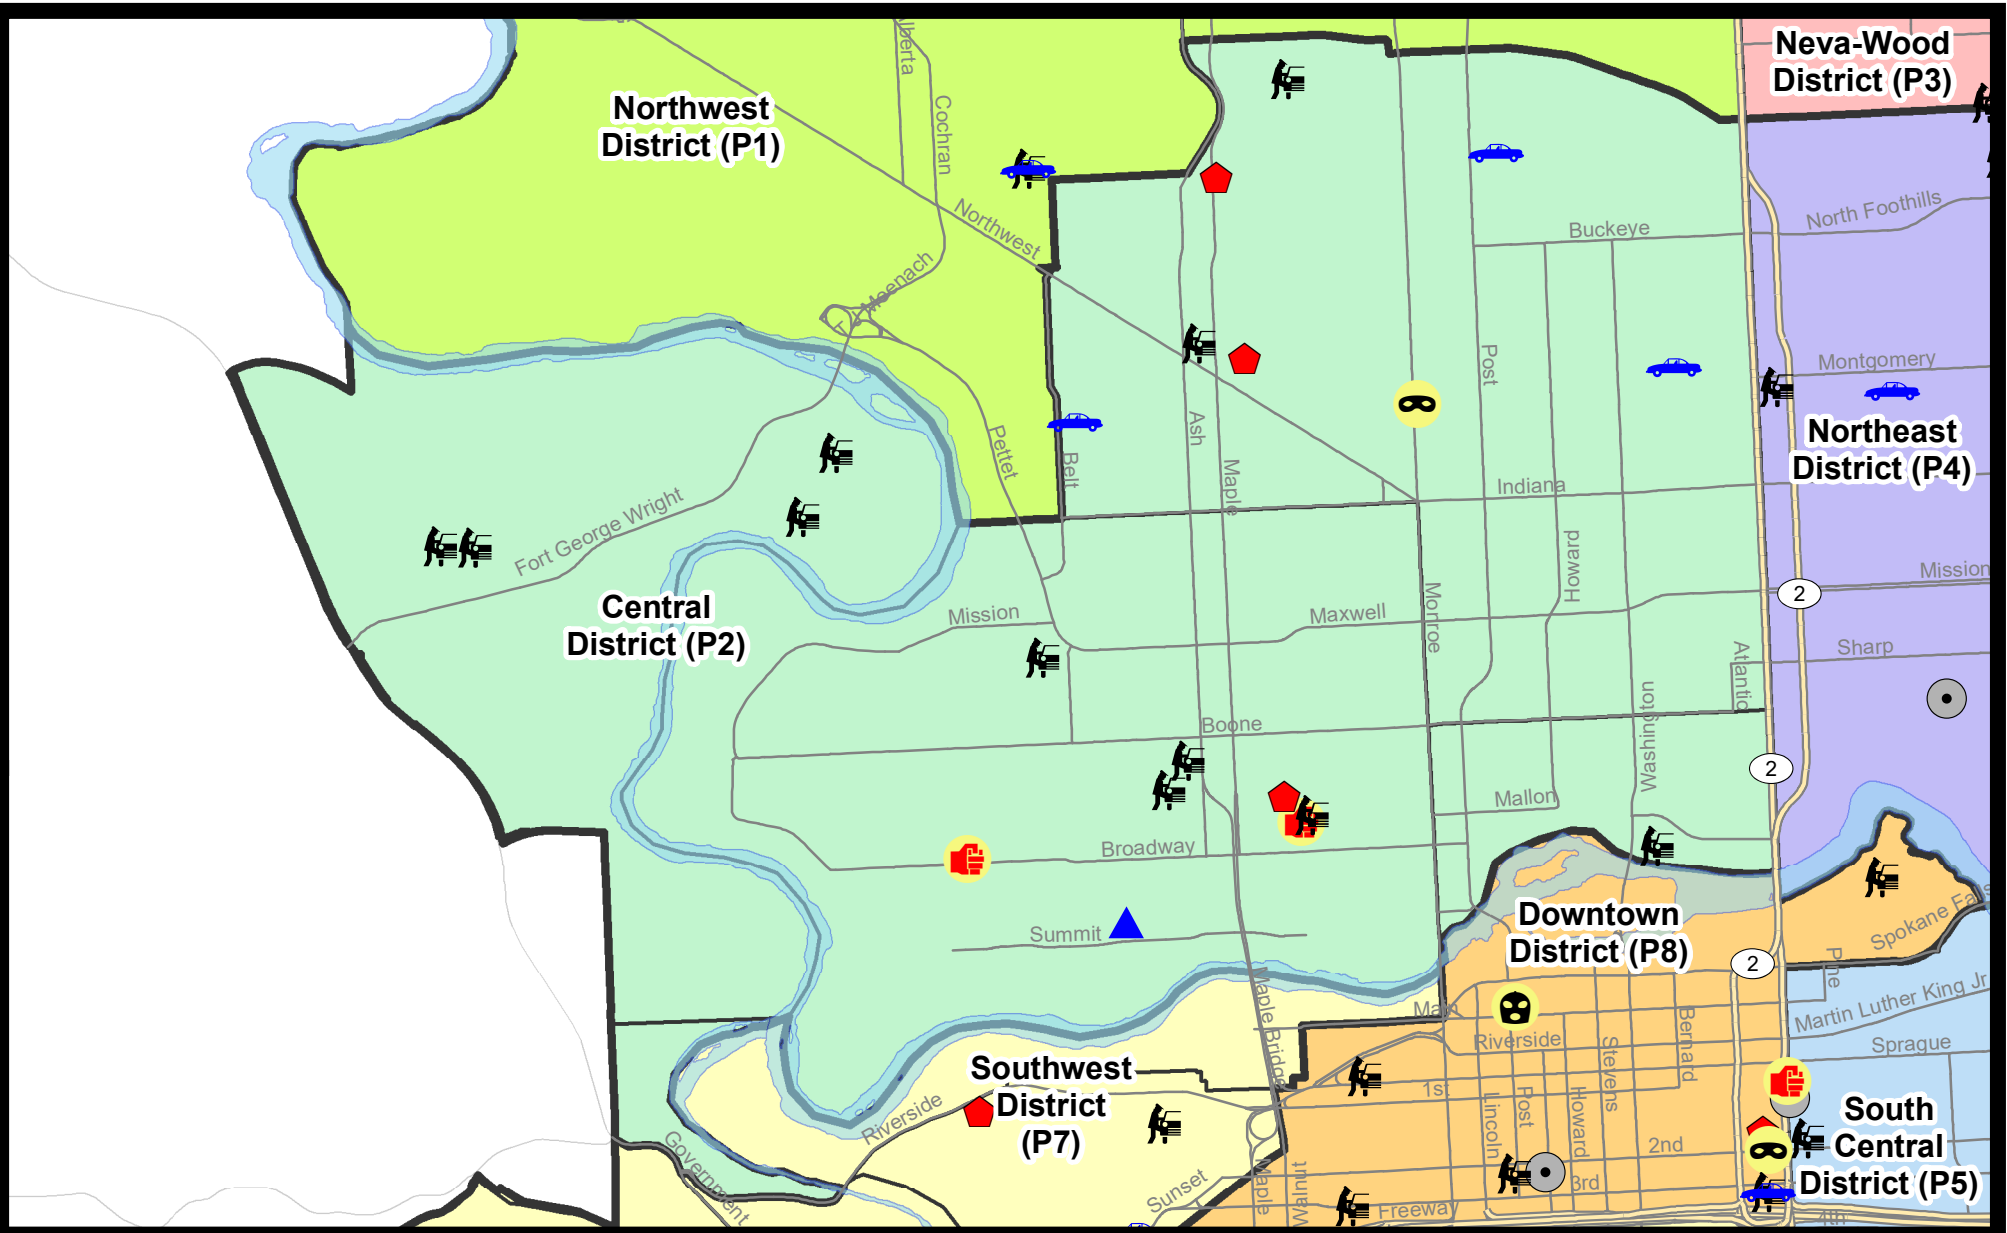 Neva-Wood
District (P3)
Northwest
District (P1)
Cochran
Northwest
North Foothills
Buckeye
T J Meenach
Montgomery
Post
Northeast
District (P4)
Ash
Maple
Belt
Pettet
Indiana
Fort George Wright
Howard
Mission
2
Central
District (P2)
Mission
Maxwell
Monroe
Sharp
Atlantic
Washington
Boone
2
Mallon
Broadway
Downtown
District (P8)
Summit
2
Pine
Martin Luther King Jr
Maple Bridge
Main
Riverside
Stevens
Bernard
Sprague
Southwest
District
(P7)
Riverside
1st
Lincoln
Post
Howard
South
Central
District (P5)
2nd
3rd
Government
Sunset
Maple
Walnut
Freeway
4th